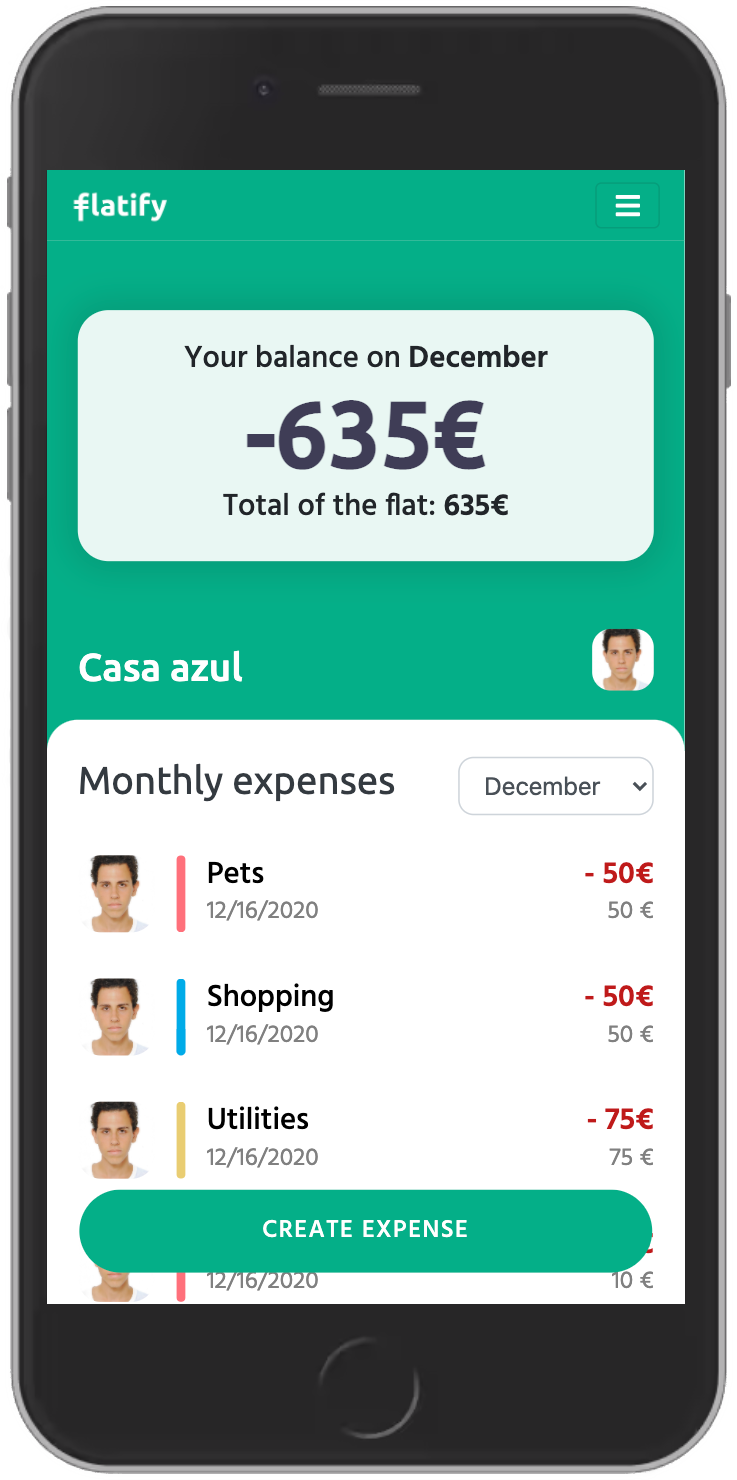 flatify
Your balance on December
-635€
Total of the flat: 635€
Casa azul
Monthly expenses
December
Pets
- 50€
12/16/2020
50 €
Shopping
- 50€
12/16/2020
50 €
Utilities
- 75€
12/16/2020
75 €
CREATE EXPENSE
12/16/2020
10 €